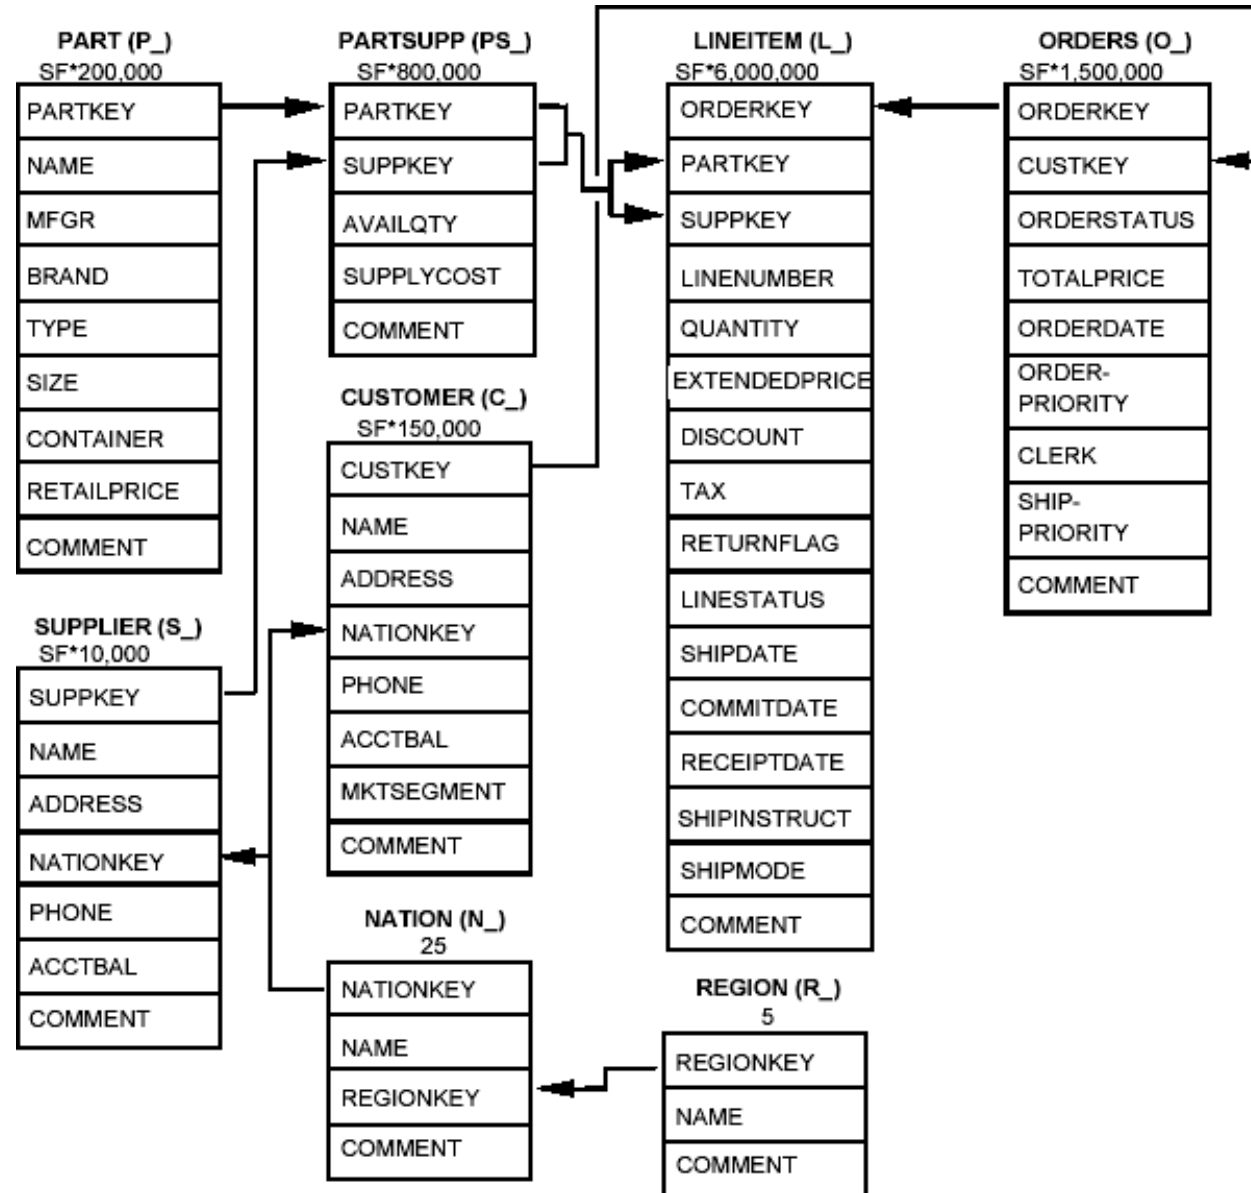 PART (P_)
SF*200,000
PARTKEY
NAME
MFGR
BRAND
TYPE
SIZE
CONTAINER
RETAILPRICE
COMMENT
SUPPLIER (S_)
SF*10,000
SUPPKEY
NAME
ADDRESS
NATIONKEY
PHONE
ACCTBAL
COMMENT
PARTSUPP (PS_)
SF*800,000
PARTKEY
SUPPKEY
AVAILQTY
SUPPLYCOST
COMMENT
CUSTOMER (C_)
SF*150,000
CUSTKEY
NAME
ADDRESS
NATIONKEY
PHONE
ACCTBAL
MKTSEGMENT
COMMENT
NATION (N_)
25
NATIONKEY
NAME
REGIONKEY
COMMENT
LINEITEM (L_)
SF*6,000,000
ORDERKEY
PARTKEY
SUPPKEY
LINENUMBER
QUANTITY
EXTENDEDPRICE
DISCOUNT
TAX
RETURNFLAG
LINESTATUS
SHIPDATE
COMMITDATE
RECEIPTDATE
SHIPINSTRUCT
SHIPMODE
COMMENT
REGION (R_)
5
REGIONKEY
NAME
COMMENT
ORDERS (O_)
SF*1,500,000
ORDERKEY
CUSTKEY
ORDERSTATUS
TOTALPRICE
ORDERDATE
ORDER-
PRIORITY
CLERK
SHIP-
PRIORITY
COMMENT